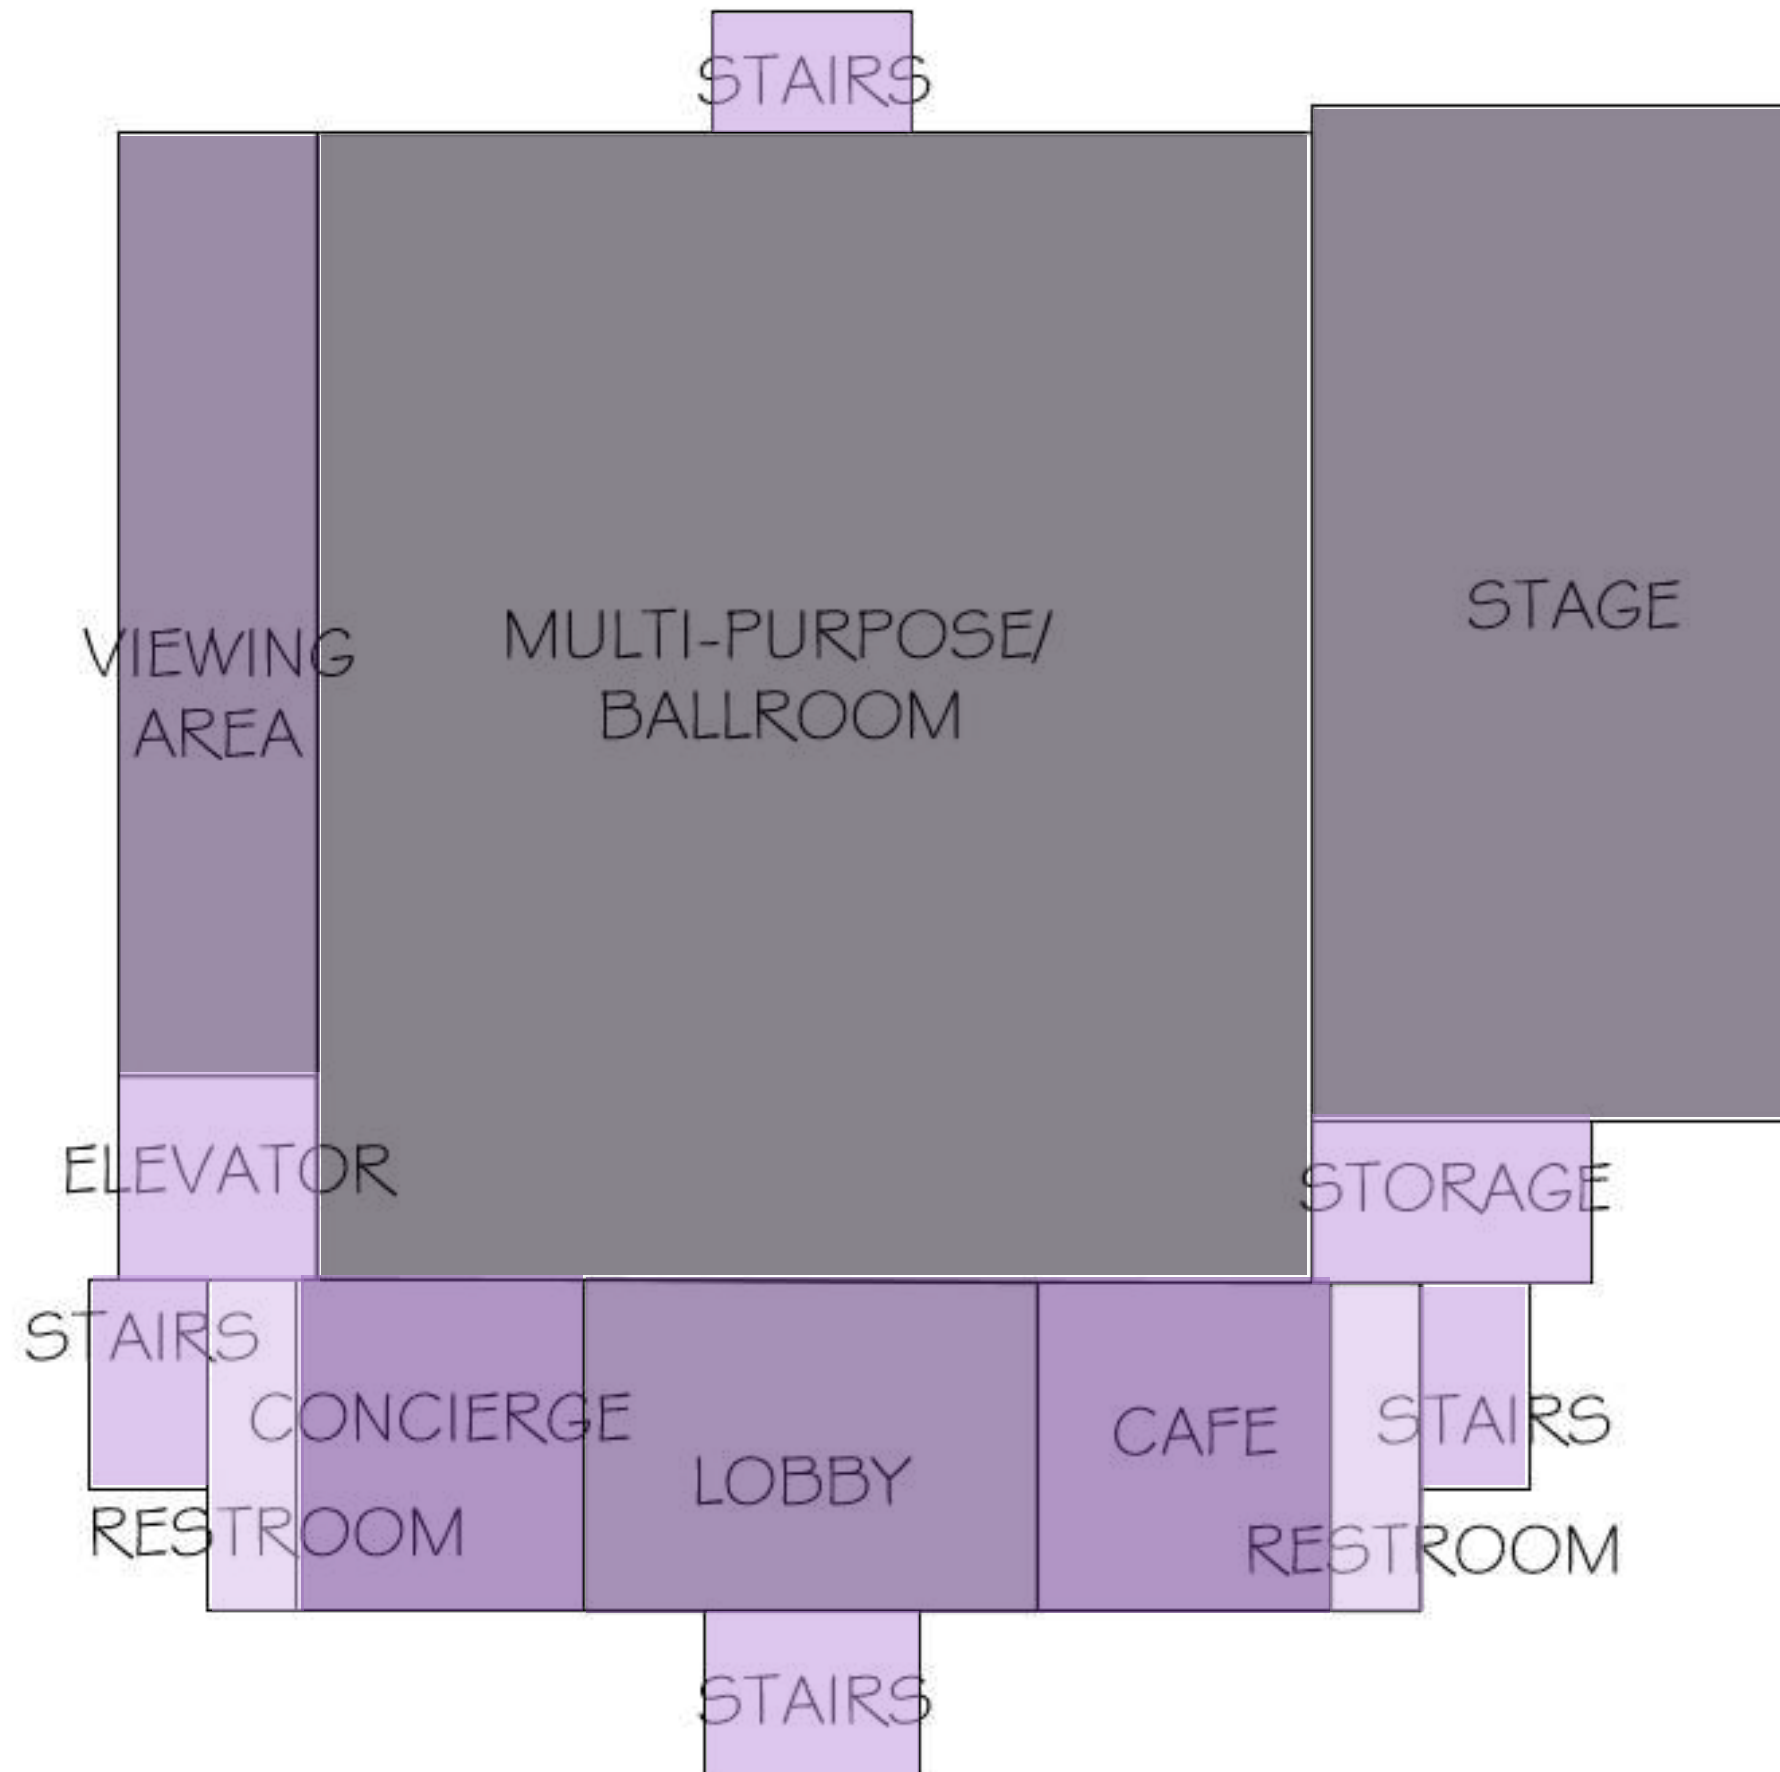 STAIRS
STAGE
MULTI-PURPOSE/
BALLROOM
VIEWING
AREA
ELEVATOR
STORAGE
STAIRS
CONCIERGE
CAFE
STAIRS
LOBBY
RESTROOM
RESTROOM
STAIRS